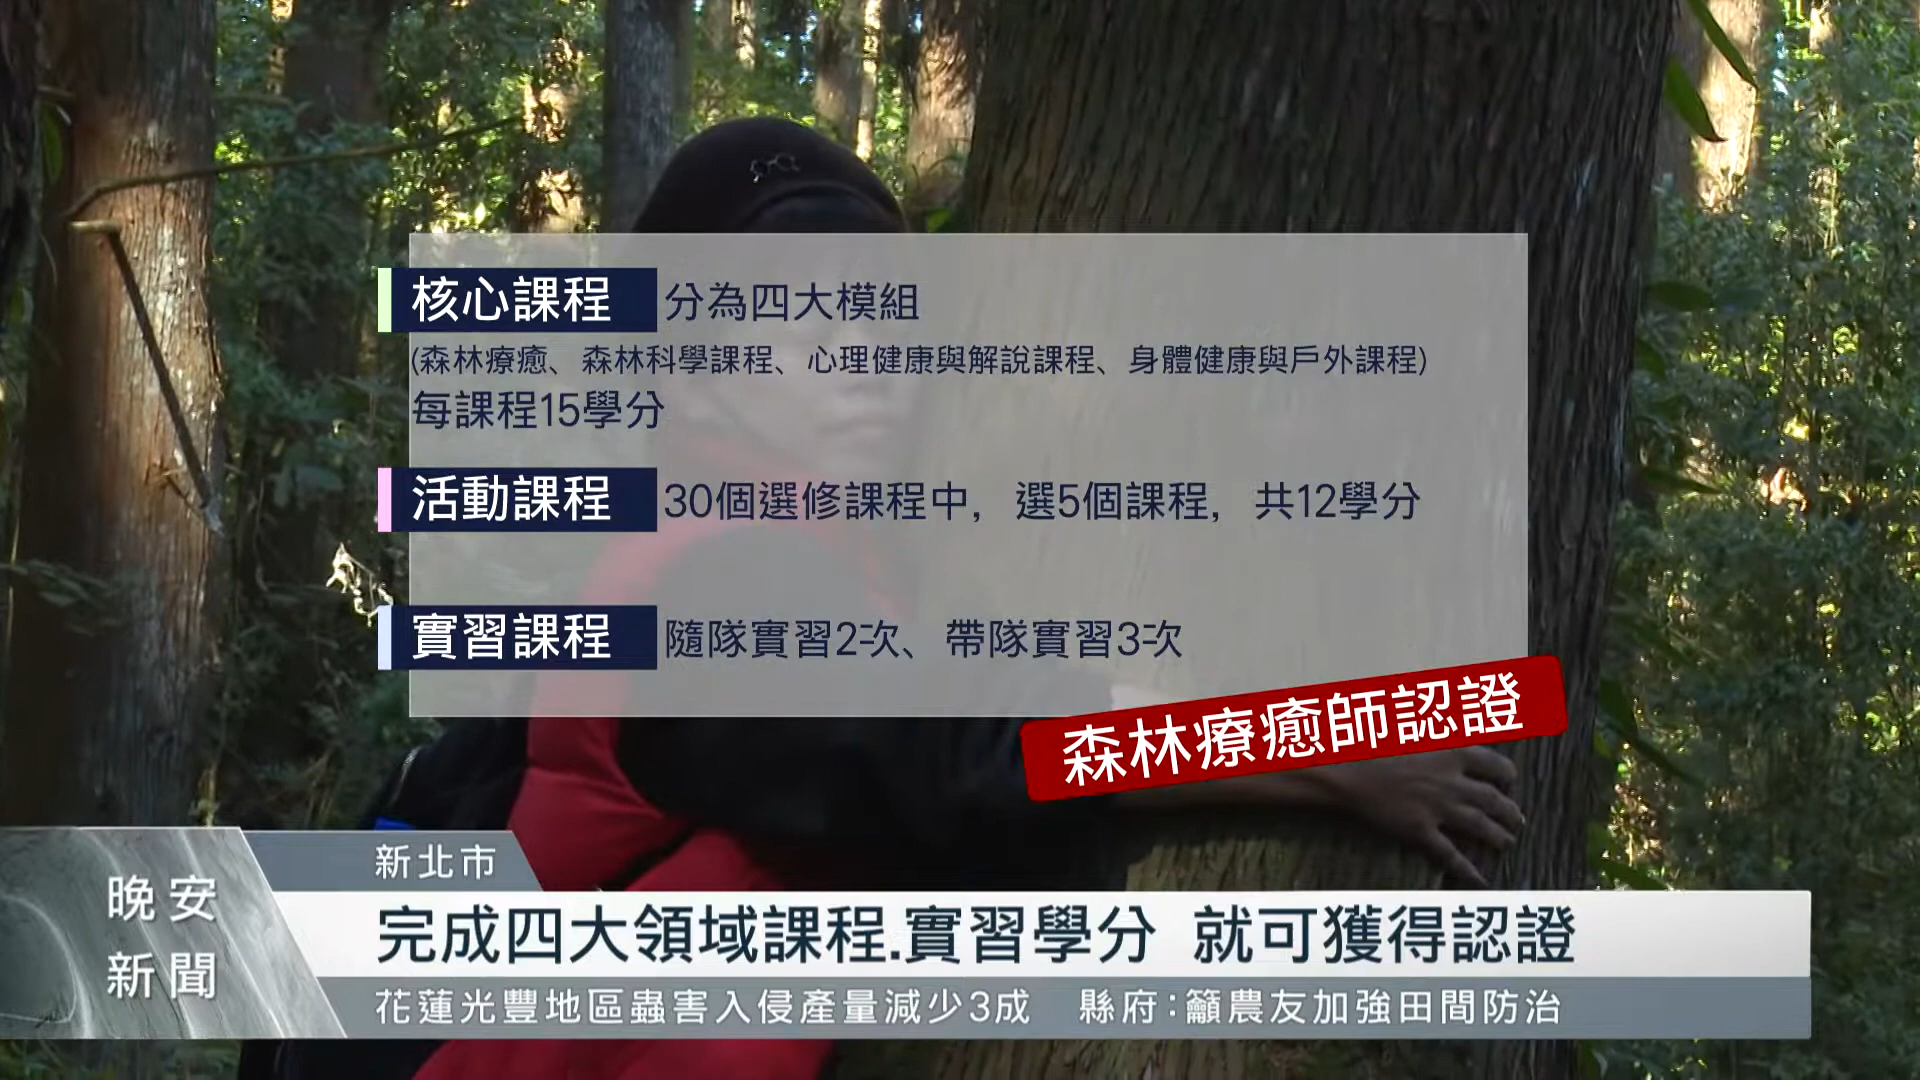 核心課程 分為四大模組
(森林療癒、森林科學課程、心理健康與解說課程、身體健康與戶外課程)
每課程15學分
活動課程 30個選修課程中，選5個課程，共12學分
實習課程 隨隊實習2次、帶隊實習3次
森林療癒師認證
新北市
晚安
新聞
完成四大領域課程.實習學分 就可獲得認證
花蓮光豐地區蟲害入侵產量減少3成 縣府：籲農友加強田間防治